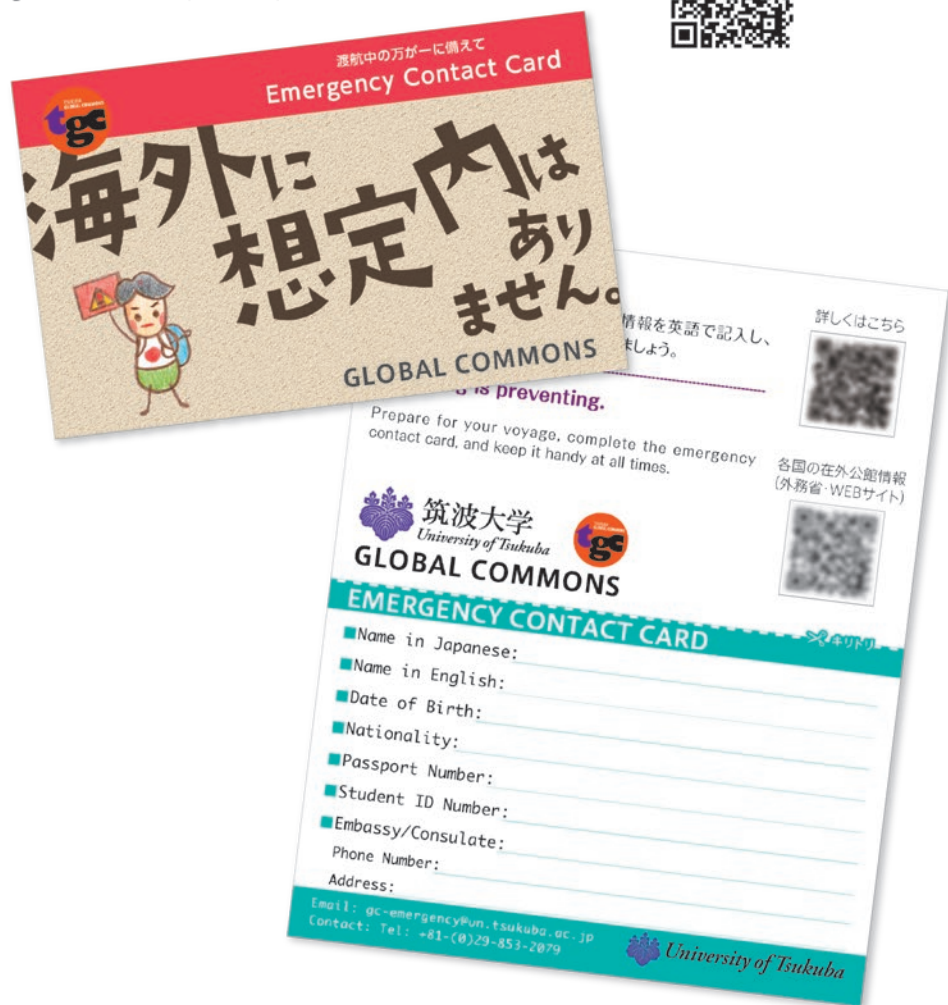 渡航中の万が一に備えて
Emergency Contact Card
tgc
海外に
想定内は
あり
ません。
GLOBAL COMMONS
情報を英語で記入し、
ましょう。
is preventing.
Prepare for your voyage, complete the emergency
contact card, and keep it handy at all times.
詳しくはこちら
各国の在外公館情報
(外務省・WEBサイト)
筑波大学
University of Tsukuba
tgc
GLOBAL COMMONS
EMERGENCY CONTACT CARD
キリトリ
Name in Japanese:
Name in English:
Date of Birth:
Nationality:
Passport Number:
Student ID Number:
Embassy/Consulate:
Phone Number:
Address:
Email: gc-emergency@un.tsukuba.ac.jp
Contact: Tel: +81-(0)29-853-2079
University of Tsukuba